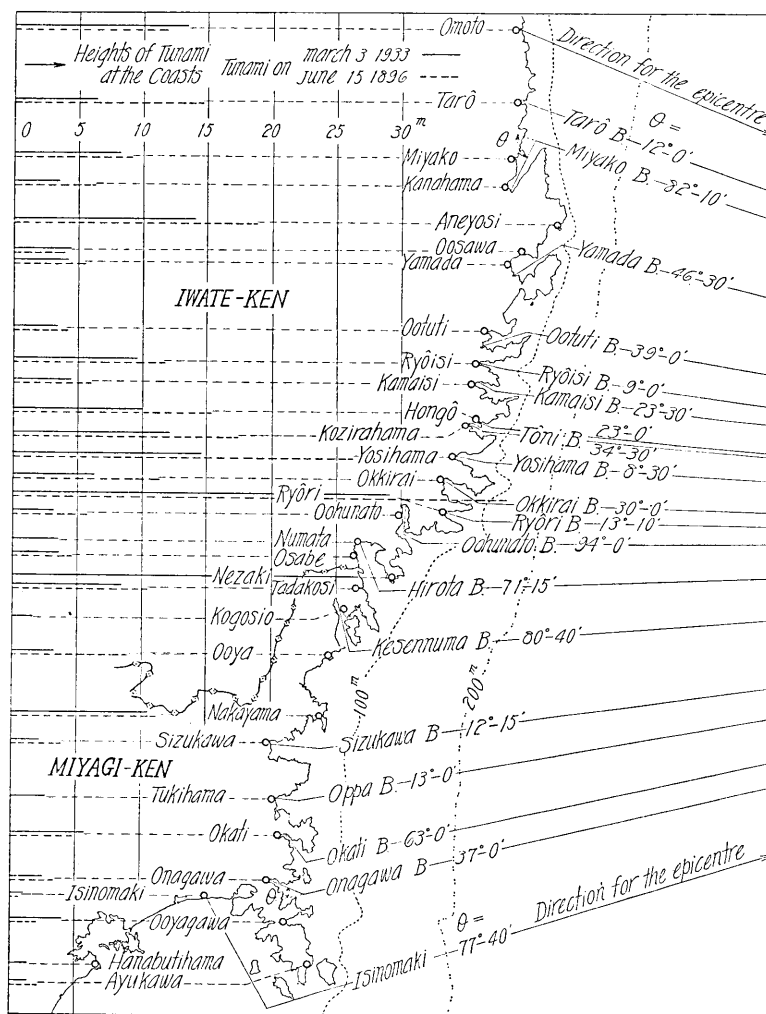 Omoto
Heights of Tunami at the Coasts
Tunami on march 3 1933
June 15 1896
Direction for the epicentre
Tarô
θ =
Tarô B.-12°-0′
0 5 10 15 20 25 30 m
Miyako
θ
Miyako B.-82°-10′
Kanahama
Aneyosi
Oosawa
Yamada
Yamada B.-46°-30′
IWATE-KEN
Ootuti
Ootuti B.-39°-0′
Ryôisi
Ryôisi B.-9°-0′
Kamaisi
Kamaisi B.-23°-30′
Hongô
Tôni B. 23°-0′
34°-30′
Kozirahama
Yosihama
Yosihama B.-8°-30′
Okkirai
Okkirai B.-30°-0′
Ryôri
Ryôri B.-13°-10′
Oohunato
Oohunato B.-94°-0′
Numata
Osabe
Nezaki
Hirota B.-71°-15′
Tadakosi
Kogosio
Kesennuma B.-80°-40′
Ooya
100 m
200 m
Nakayama
Sizukawa
Sizukawa B.-12°-15′
MIYAGI-KEN
Oppa B.-13°-0′
Tukihama
Okati
Okati B.-63°-0′
Onagawa
Onagawa B.-37°-0′
Isinomaki
θ
Ooyagawa
Direction for the epicentre
θ =
Isinomaki 77°-40′
Hanabutihama
Ayukawa